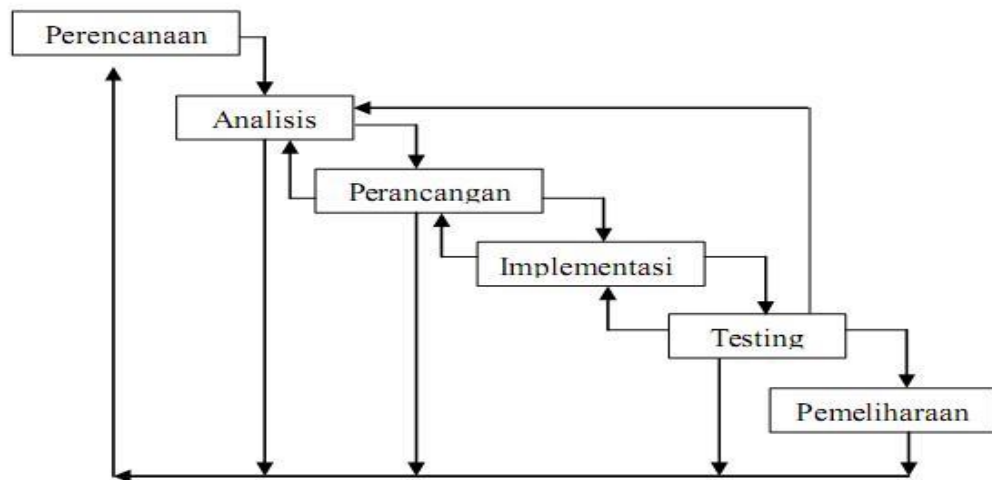 Perencanaan
Analisis
Perancangan
Implementasi
Testing
Pemeliharaan